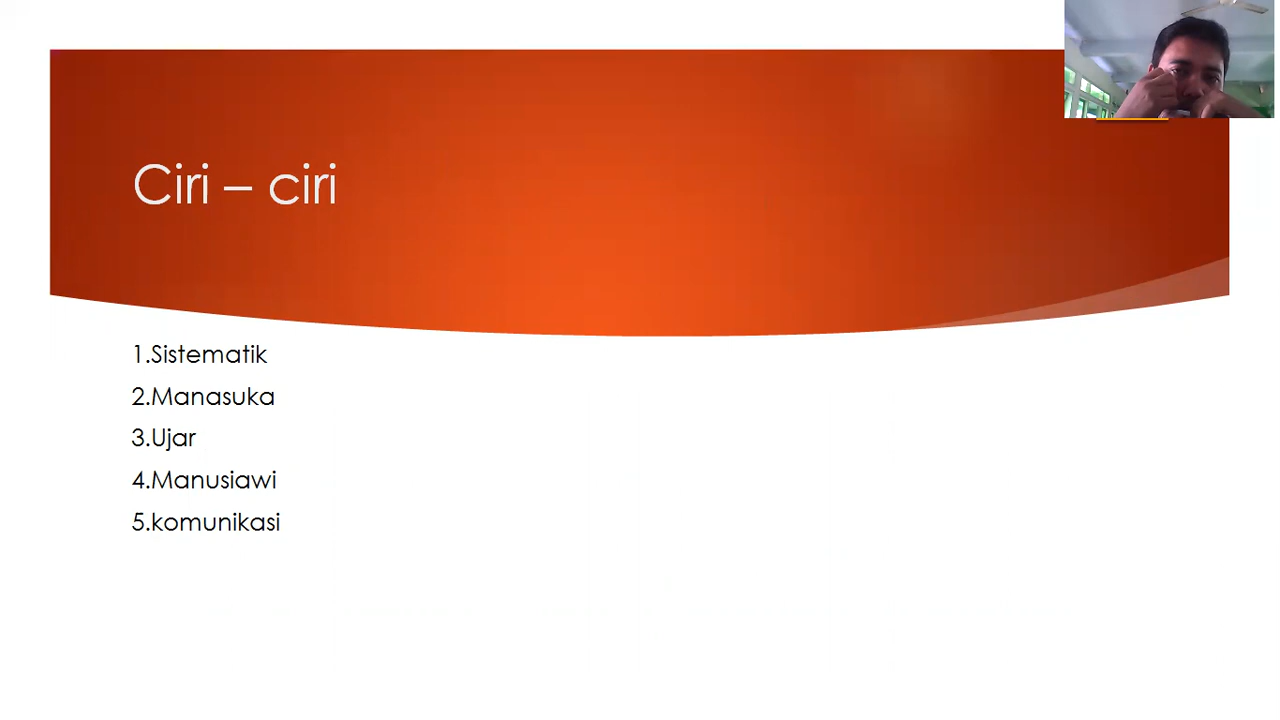 Ciri – ciri
1.Sistematik
2.Manasuka
3.Ujar
4.Manusiawi
5.komunikasi